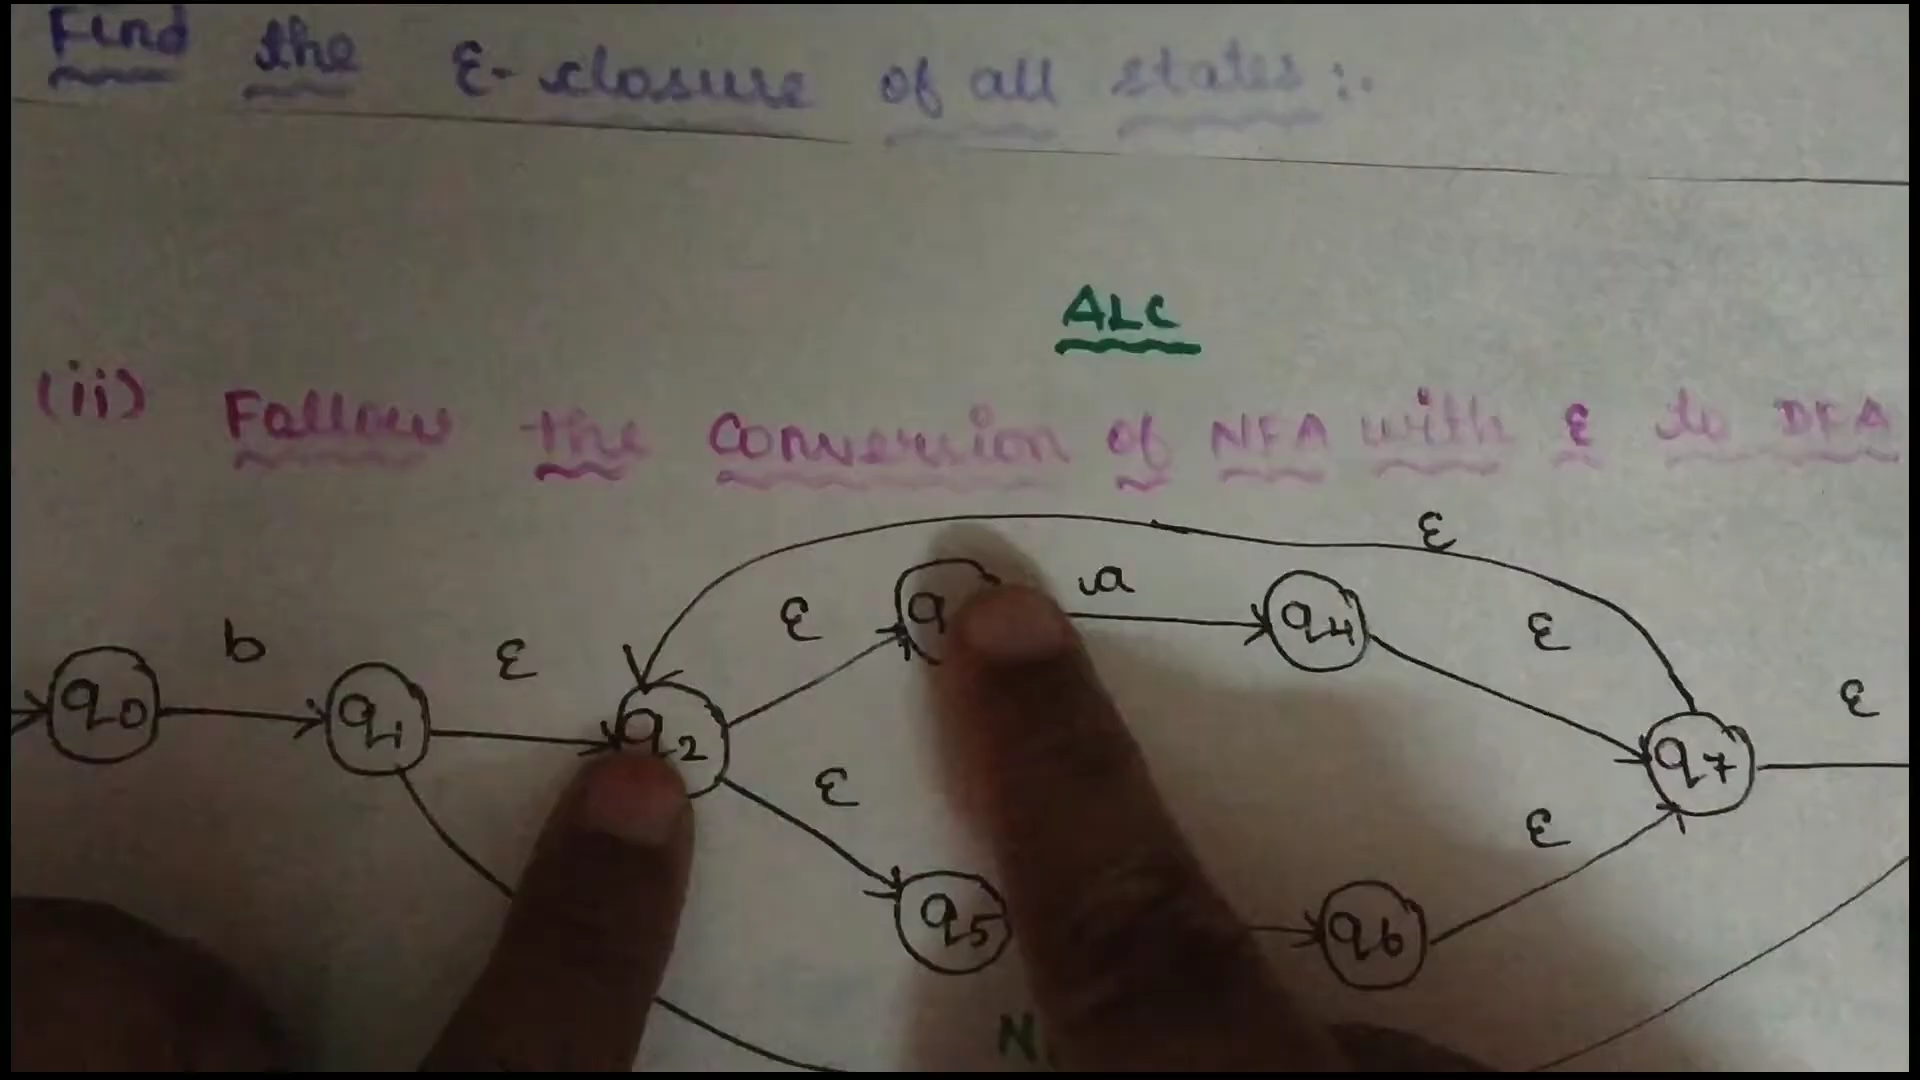 Find the ε-closure of all states:.
ALC
(ii) Follow the Conversion of NFA with ε to DFA
ε
b ε ε a ε ε
q0 q1 q2 q q4 q7
ε ε
q5 q6
N